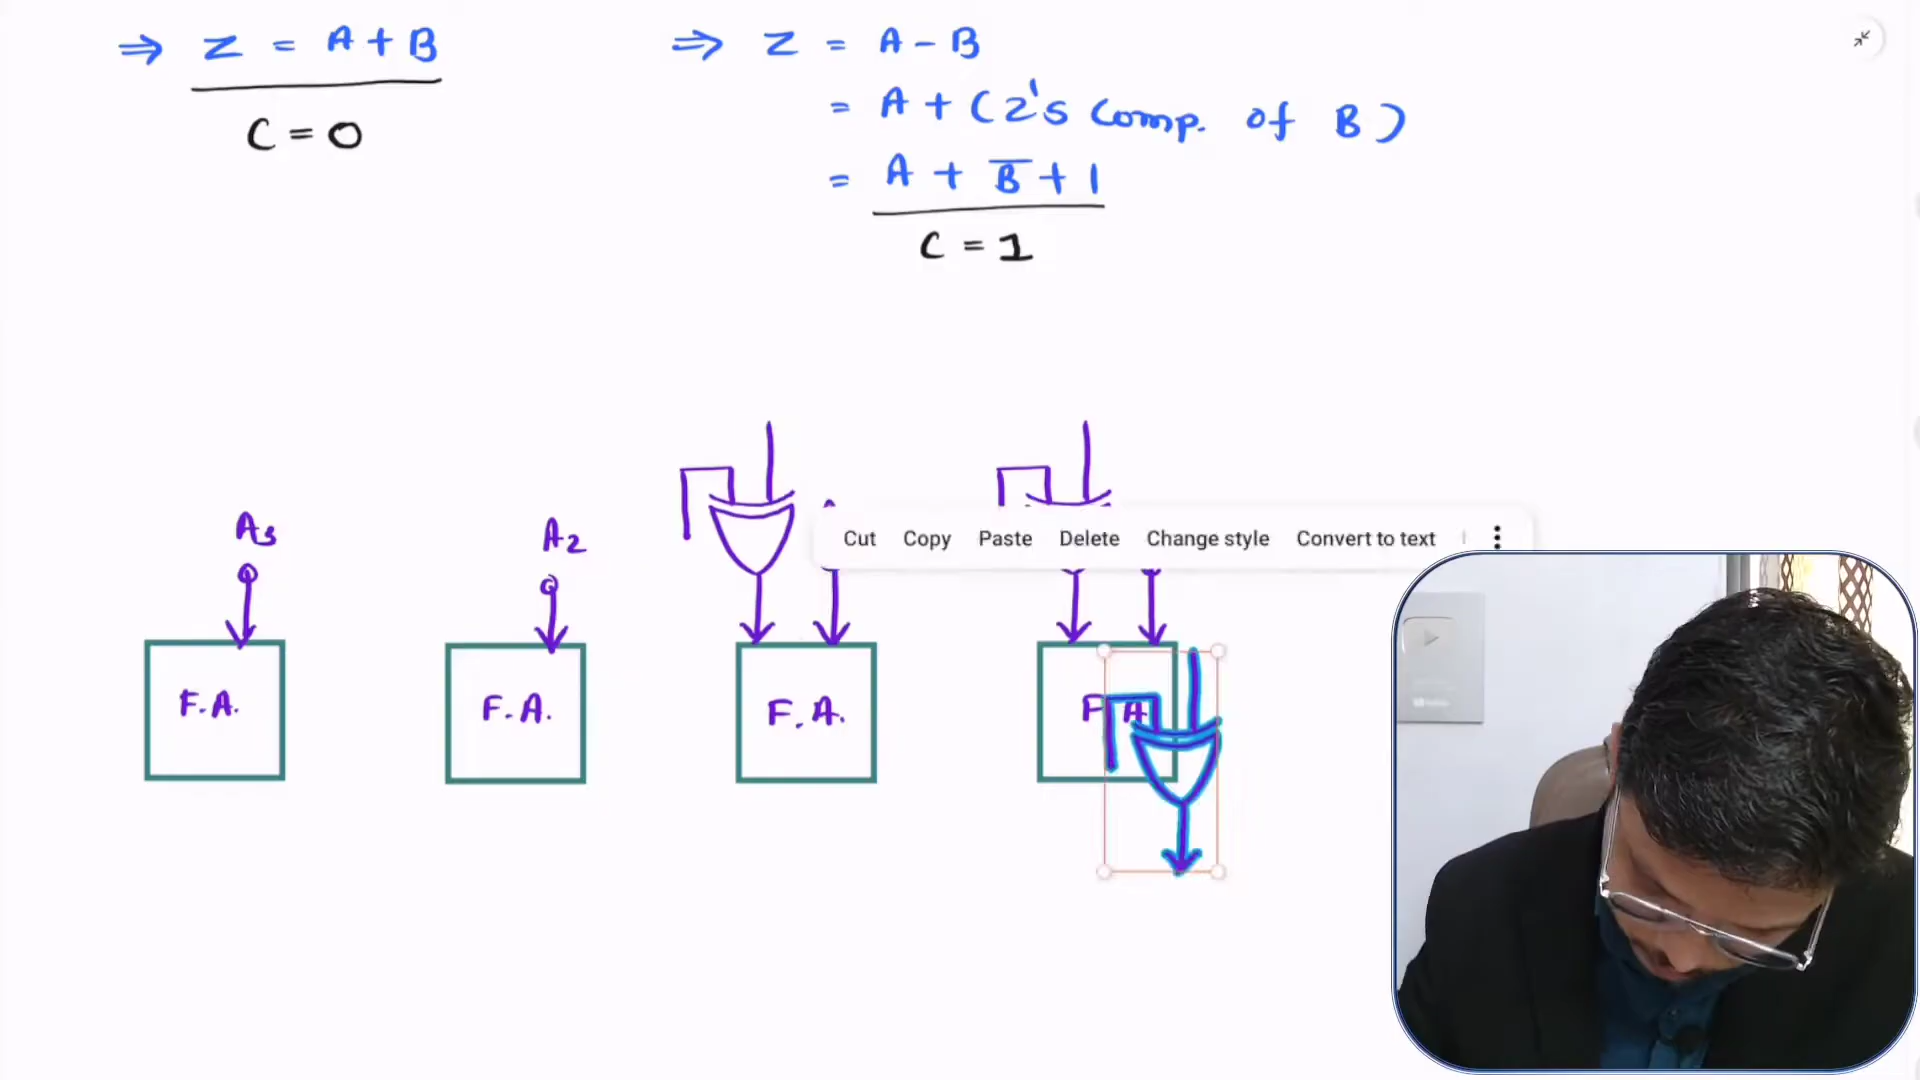 ⇒ Z = A + B
C = 0
⇒ Z = A - B
= A + (2's Comp. of B)
= A + B̅ + 1
C = 1
A₃
A₂
Cut Copy Paste Delete Change style Convert to text
F.A.
F.A.
F.A.
F.A.